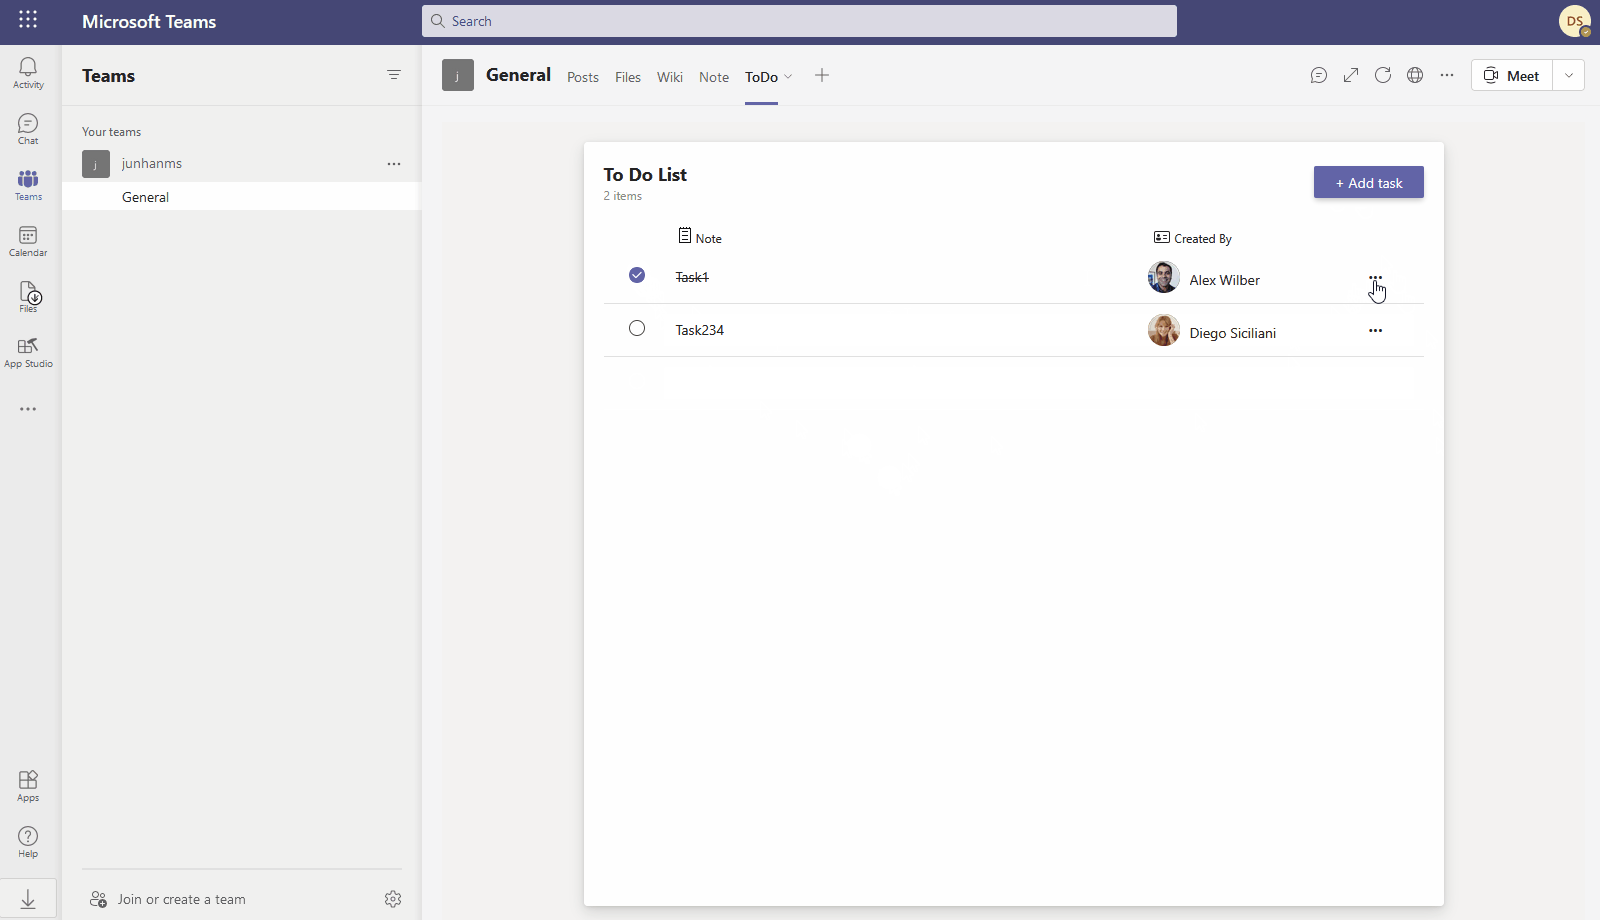 Microsoft Teams
Search
DS
Activity
Chat
Teams
Calendar
Files
App Studio
Apps
Help
Teams
Your teams
j junhanms
General
Join or create a team
j General Posts Files Wiki Note ToDo
Meet
To Do List
2 items
+ Add task
Note Created By
Task1 Alex Wilber
Task234 Diego Siciliani